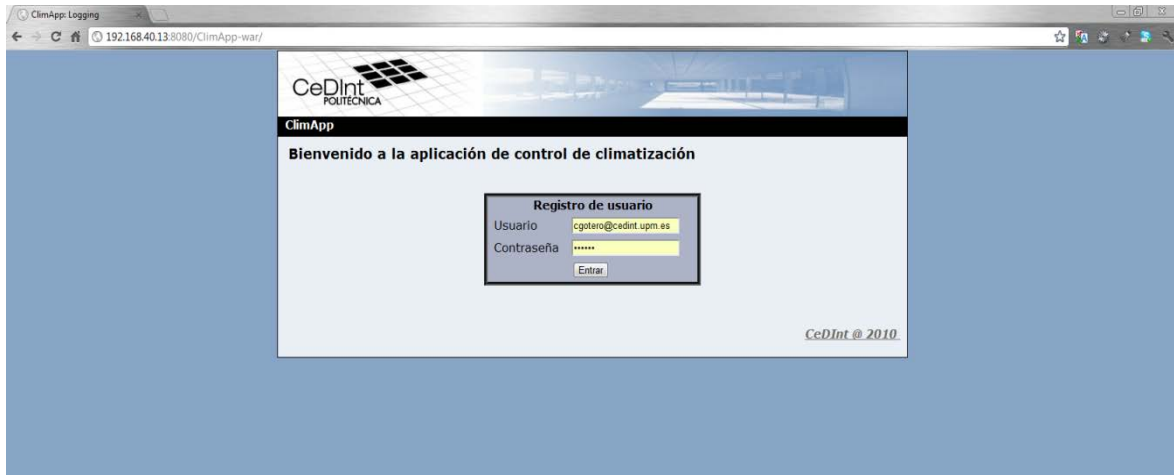 ClimApp: Logging
192.168.40.13:8080/ClimApp-war/
CeDInt
POLITÉCNICA
ClimApp
Bienvenido a la aplicación de control de climatización
Registro de usuario
Usuario cgotero@cedint.upm.es
Contraseña ••••••
Entrar
CeDInt @ 2010